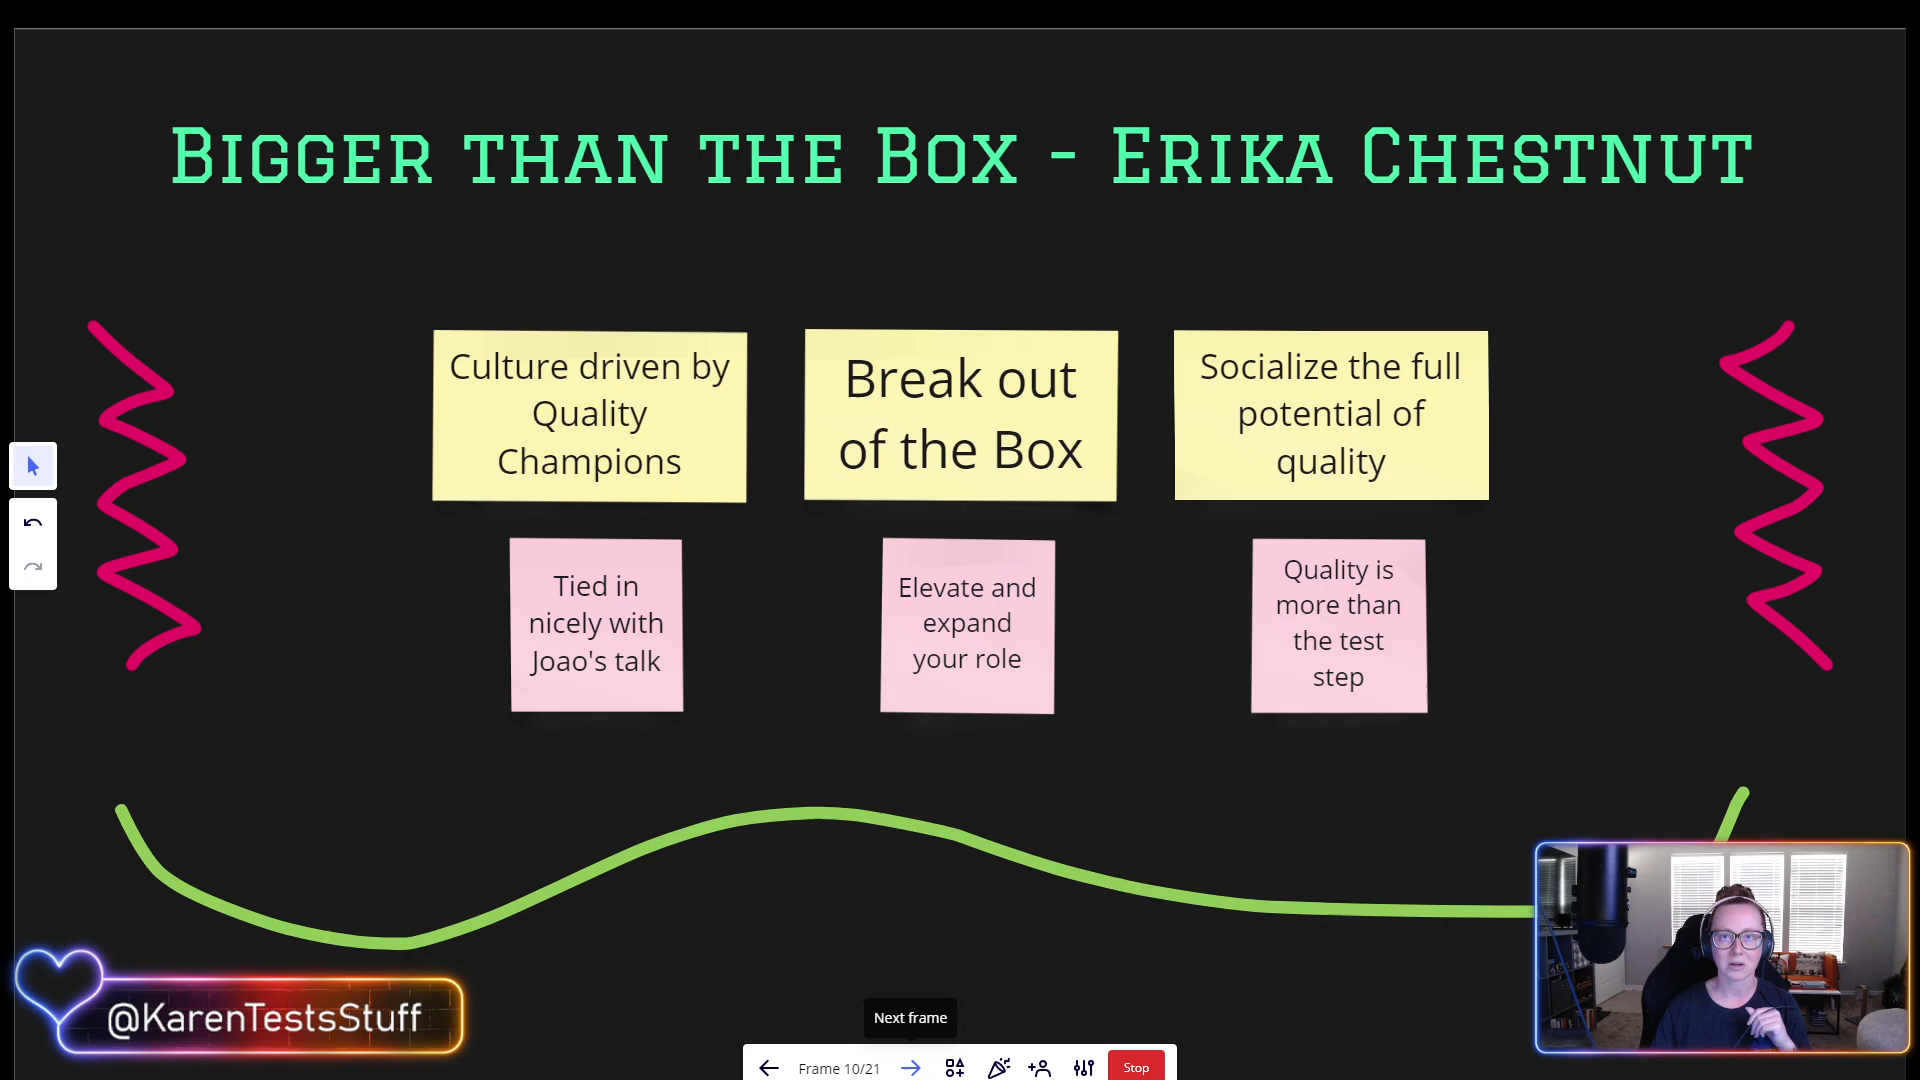 Bigger than the Box - Erika Chestnut
Culture driven by
Quality
Champions
Break out
of the Box
Socialize the full
potential of
quality
Tied in
nicely with
Joao's talk
Elevate and
expand
your role
Quality is
more than
the test
step
@KarenTestsStuff
Next frame
Frame 10/21
Stop